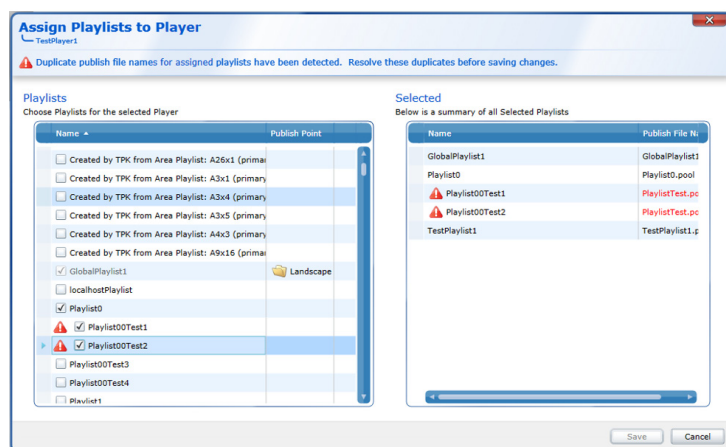 Assign Playlists to Player
TestPlayer1
Duplicate publish file names for assigned playlists have been detected. Resolve these duplicates before saving changes.
Playlists
Choose Playlists for the selected Player
Name Publish Point
Created by TPK from Area Playlist: A26x1 (primar
Created by TPK from Area Playlist: A3x1 (primary
Created by TPK from Area Playlist: A3x4 (primary
Created by TPK from Area Playlist: A3x5 (primary
Created by TPK from Area Playlist: A4x3 (primary
Created by TPK from Area Playlist: A9x16 (primar
GlobalPlaylist1 Landscape
localhostPlaylist
Playlist0
Playlist00Test1
Playlist00Test2
Playlist00Test3
Playlist00Test4
Playlist1
Selected
Below is a summary of all Selected Playlists
Name Publish File Na
GlobalPlaylist1 GlobalPlaylist1
Playlist0 Playlist0.pool
Playlist00Test1 PlaylistTest.po
Playlist00Test2 PlaylistTest.po
TestPlaylist1 TestPlaylist1.p
Save Cancel